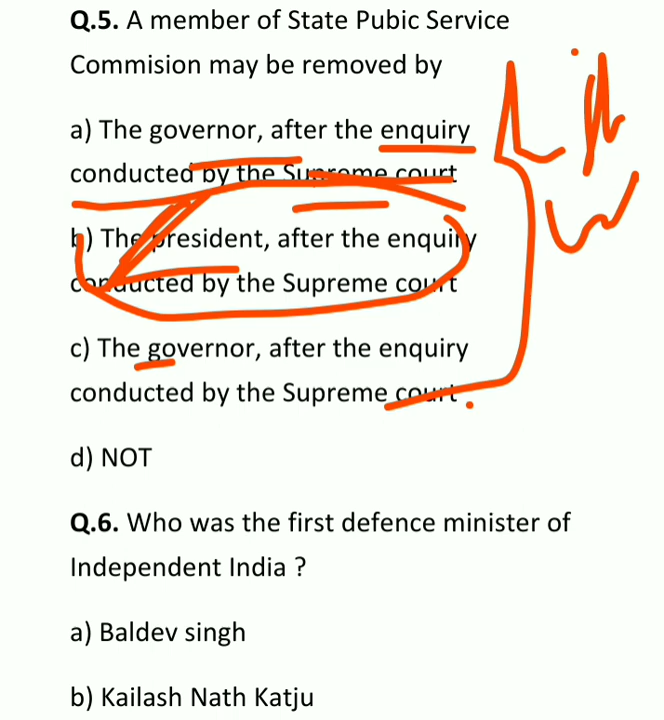 Q.5. A member of State Pubic Service
Commision may be removed by
a) The governor, after the enquiry
conducted by the Supreme court
b) The president, after the enquiry
conducted by the Supreme court
c) The governor, after the enquiry
conducted by the Supreme court.
d) NOT
Q.6. Who was the first defence minister of
Independent India ?
a) Baldev singh
b) Kailash Nath Katju